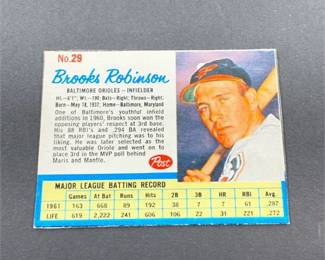 No. 29
Brooks Robinson
BALTIMORE ORIOLES—INFIELDER
Ht.—6'1"; Wt.—190; Bats—Right; Throws—Right;
Born—May 18, 1937; Home—Baltimore, Maryland
One of Baltimore's youthful infield
additions in 1960, Brooks soon won the
opposing players' respect at 3rd base.
His 88 RBI's and .294 BA revealed
that major league pitching was to his
liking. He was later selected as the
most valuable Oriole and went on to
place 3rd in the MVP poll behind
Maris and Mantle.
Post
MAJOR LEAGUE BATTING RECORD
Games At Bat Runs Hits 2B 3B HR RBI Avg.
1961 163 668 89 192 38 7 7 61 .287
LIFE 619 2,222 241 606 106 22 31 221 .272